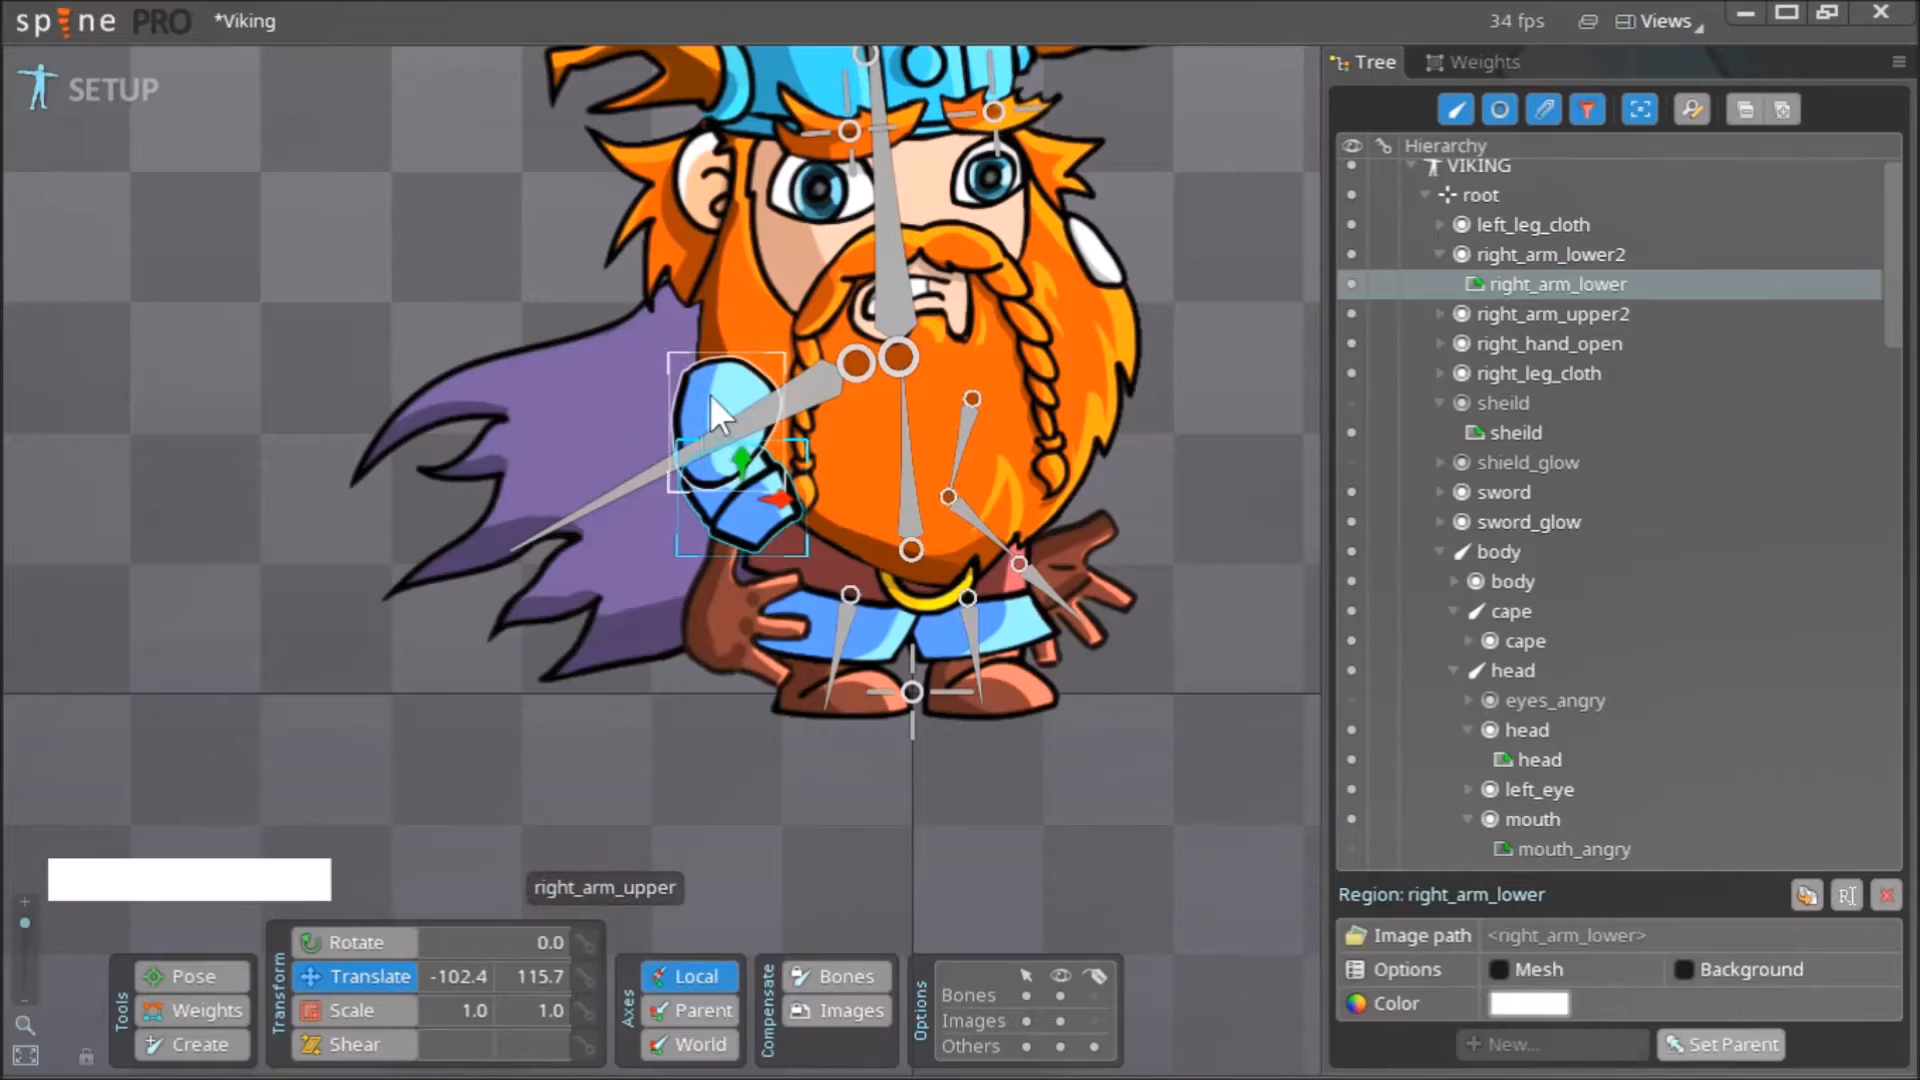 spine PRO *Viking
34 fps Views
SETUP
Tree Weights
Hierarchy
VIKING
root
left_leg_cloth
right_arm_lower2
right_arm_lower
right_arm_upper2
right_hand_open
right_leg_cloth
sheild
sheild
shield_glow
sword
sword_glow
body
body
cape
cape
head
eyes_angry
head
head
left_eye
mouth
mouth_angry
Region: right_arm_lower
Image path <right_arm_lower>
Options Mesh Background
Color
+ New... Set Parent
right_arm_upper
Tools
Pose
Weights
Create
Transform
Rotate 0.0
Translate -102.4 115.7
Scale 1.0 1.0
Shear
Axes
Local
Parent
World
Compensate
Bones
Images
Options
Bones
Images
Others